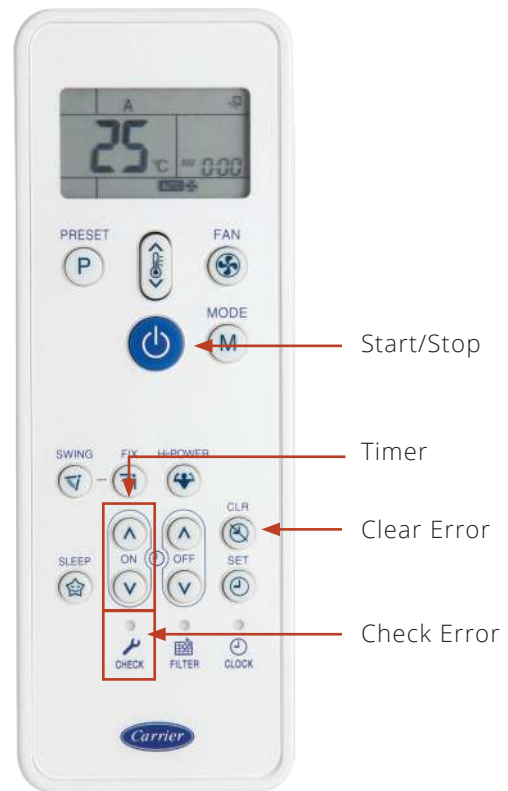 A
25 °C
AM 0:00
AUTO
PRESET
FAN
P
MODE
M
Start/Stop
SWING
FIX
Hi-POWER
Timer
CLR
Clear Error
SLEEP
ON
OFF
SET
Check Error
CHECK
FILTER
CLOCK
Carrier